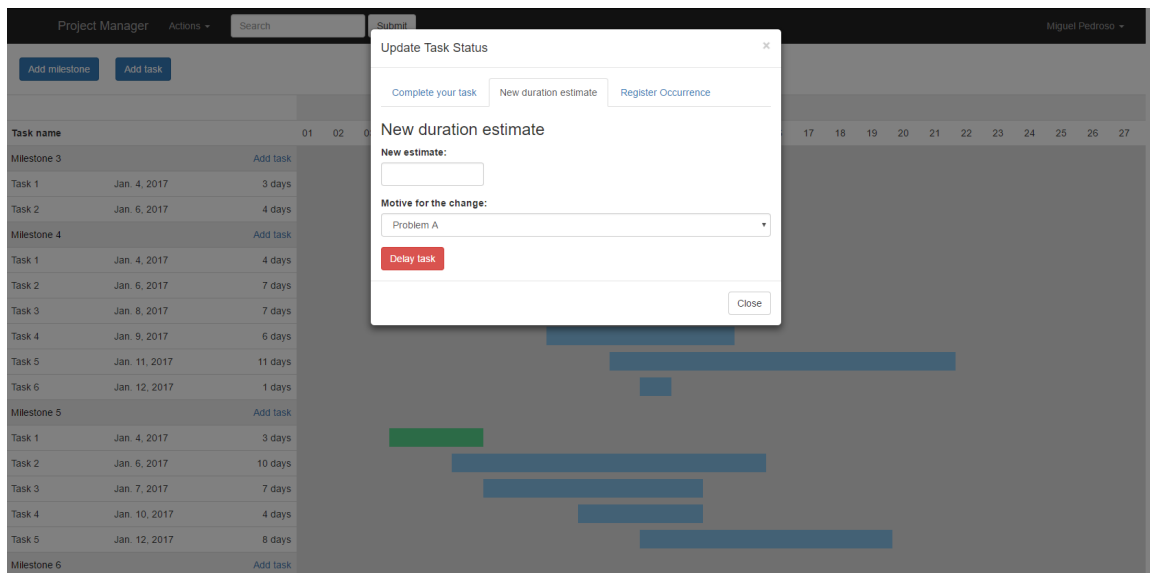 Project Manager Actions Search Submit Miguel Pedroso
Update Task Status ×
Add milestone Add task
Complete your task New duration estimate Register Occurrence
Task name 01 02 17 18 19 20 21 22 23 24 25 26 27
New duration estimate
New estimate:
Milestone 3 Add task
Task 1 Jan. 4, 2017 3 days
Motive for the change:
Task 2 Jan. 6, 2017 4 days
Problem A
Milestone 4 Add task
Delay task
Task 1 Jan. 4, 2017 4 days
Task 2 Jan. 6, 2017 7 days
Close
Task 3 Jan. 8, 2017 7 days
Task 4 Jan. 9, 2017 6 days
Task 5 Jan. 11, 2017 11 days
Task 6 Jan. 12, 2017 1 days
Milestone 5 Add task
Task 1 Jan. 4, 2017 3 days
Task 2 Jan. 6, 2017 10 days
Task 3 Jan. 7, 2017 7 days
Task 4 Jan. 10, 2017 4 days
Task 5 Jan. 12, 2017 8 days
Milestone 6 Add task